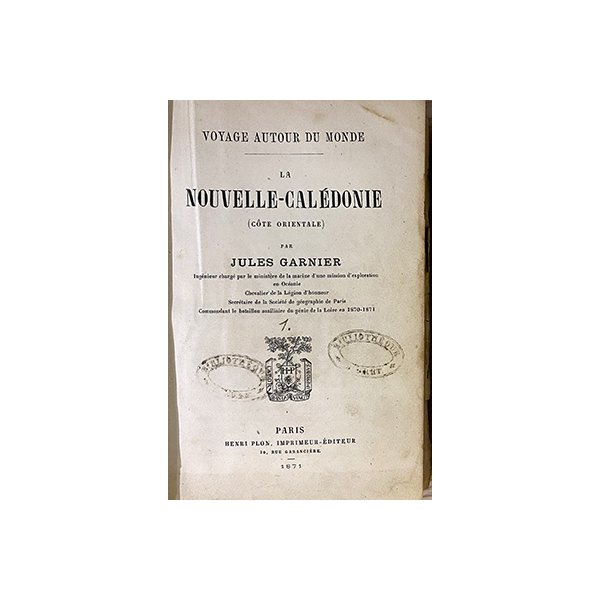 VOYAGE AUTOUR DU MONDE
LA
NOUVELLE-CALÉDONIE
(CÔTE ORIENTALE)
PAR
JULES GARNIER
Ingénieur chargé par le ministère de la marine d'une mission d'exploration
en Océanie
Chevalier de la Légion d'honneur
Secrétaire de la Société de géographie de Paris
Commandant le bataillon auxiliaire du génie de la Loire en 1870-1871
1.
BIBLIOTHÈQUE
BIBLIOTHÈQUE
PARIS
HENRI PLON, IMPRIMEUR-ÉDITEUR
10, RUE GARANCIÈRE
1871